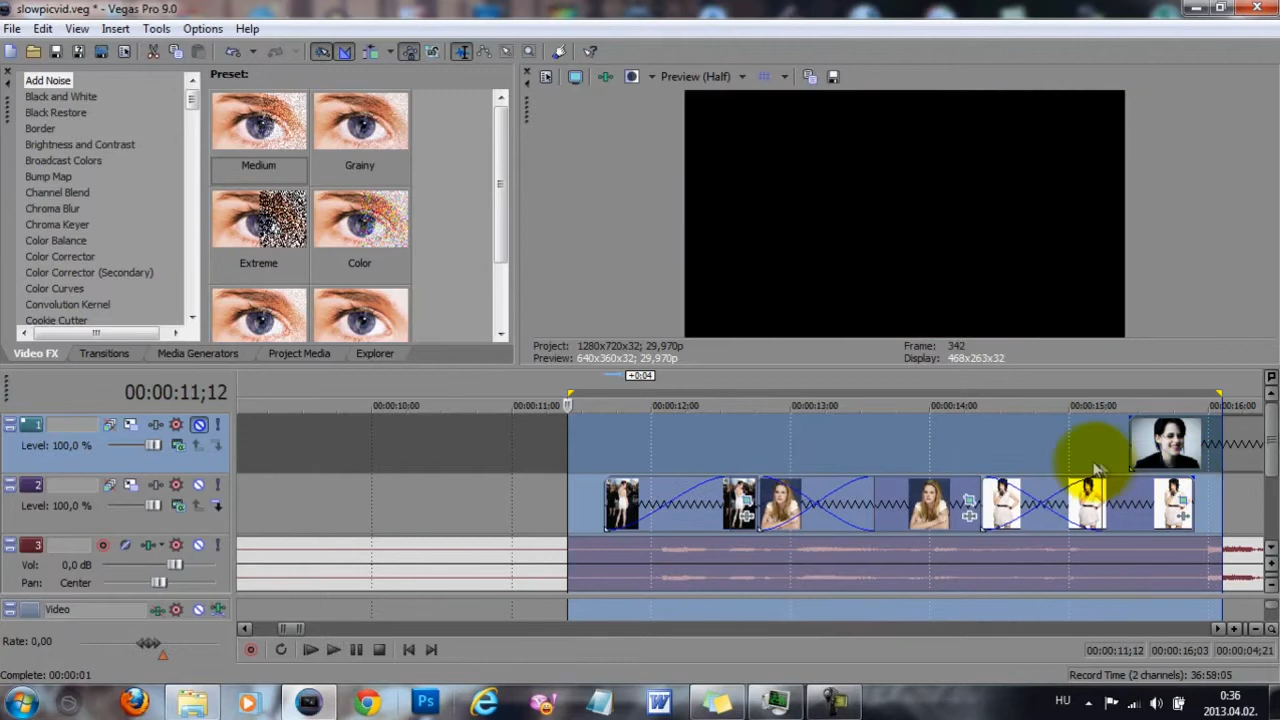 slowpicvid.veg * - Vegas Pro 9.0
File Edit View Insert Tools Options Help
Add Noise
Black and White
Black Restore
Border
Brightness and Contrast
Broadcast Colors
Bump Map
Channel Blend
Chroma Blur
Chroma Keyer
Color Balance
Color Corrector
Color Corrector (Secondary)
Color Curves
Convolution Kernel
Cookie Cutter
Preset:
Medium Grainy
Extreme Color
Video FX Transitions Media Generators Project Media Explorer
Preview (Half)
Project: 1280x720x32; 29,970p
Preview: 640x360x32; 29,970p
Frame: 342
Display: 468x263x32
00:00:11;12
+0:04
00:00:10;00 00:00:11;00 00:00:12;00 00:00:13;00 00:00:14;00 00:00:15;00 00:00:16;00
1
Level: 100,0 %
2
Level: 100,0 %
3
Vol: 0,0 dB
Pan: Center
Video
Rate: 0,00
00:00:11;12 00:00:16;03 00:00:04;21
Complete: 00:00:01
Record Time (2 channels): 36:58:05
HU
0:36
2013.04.02.